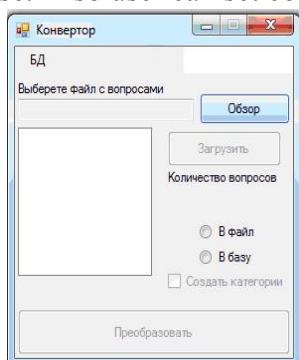 Конвертор
БД
Выберете файл с вопросами
Обзор
Загрузить
Количество вопросов
В файл
В базу
Создать категории
Преобразовать